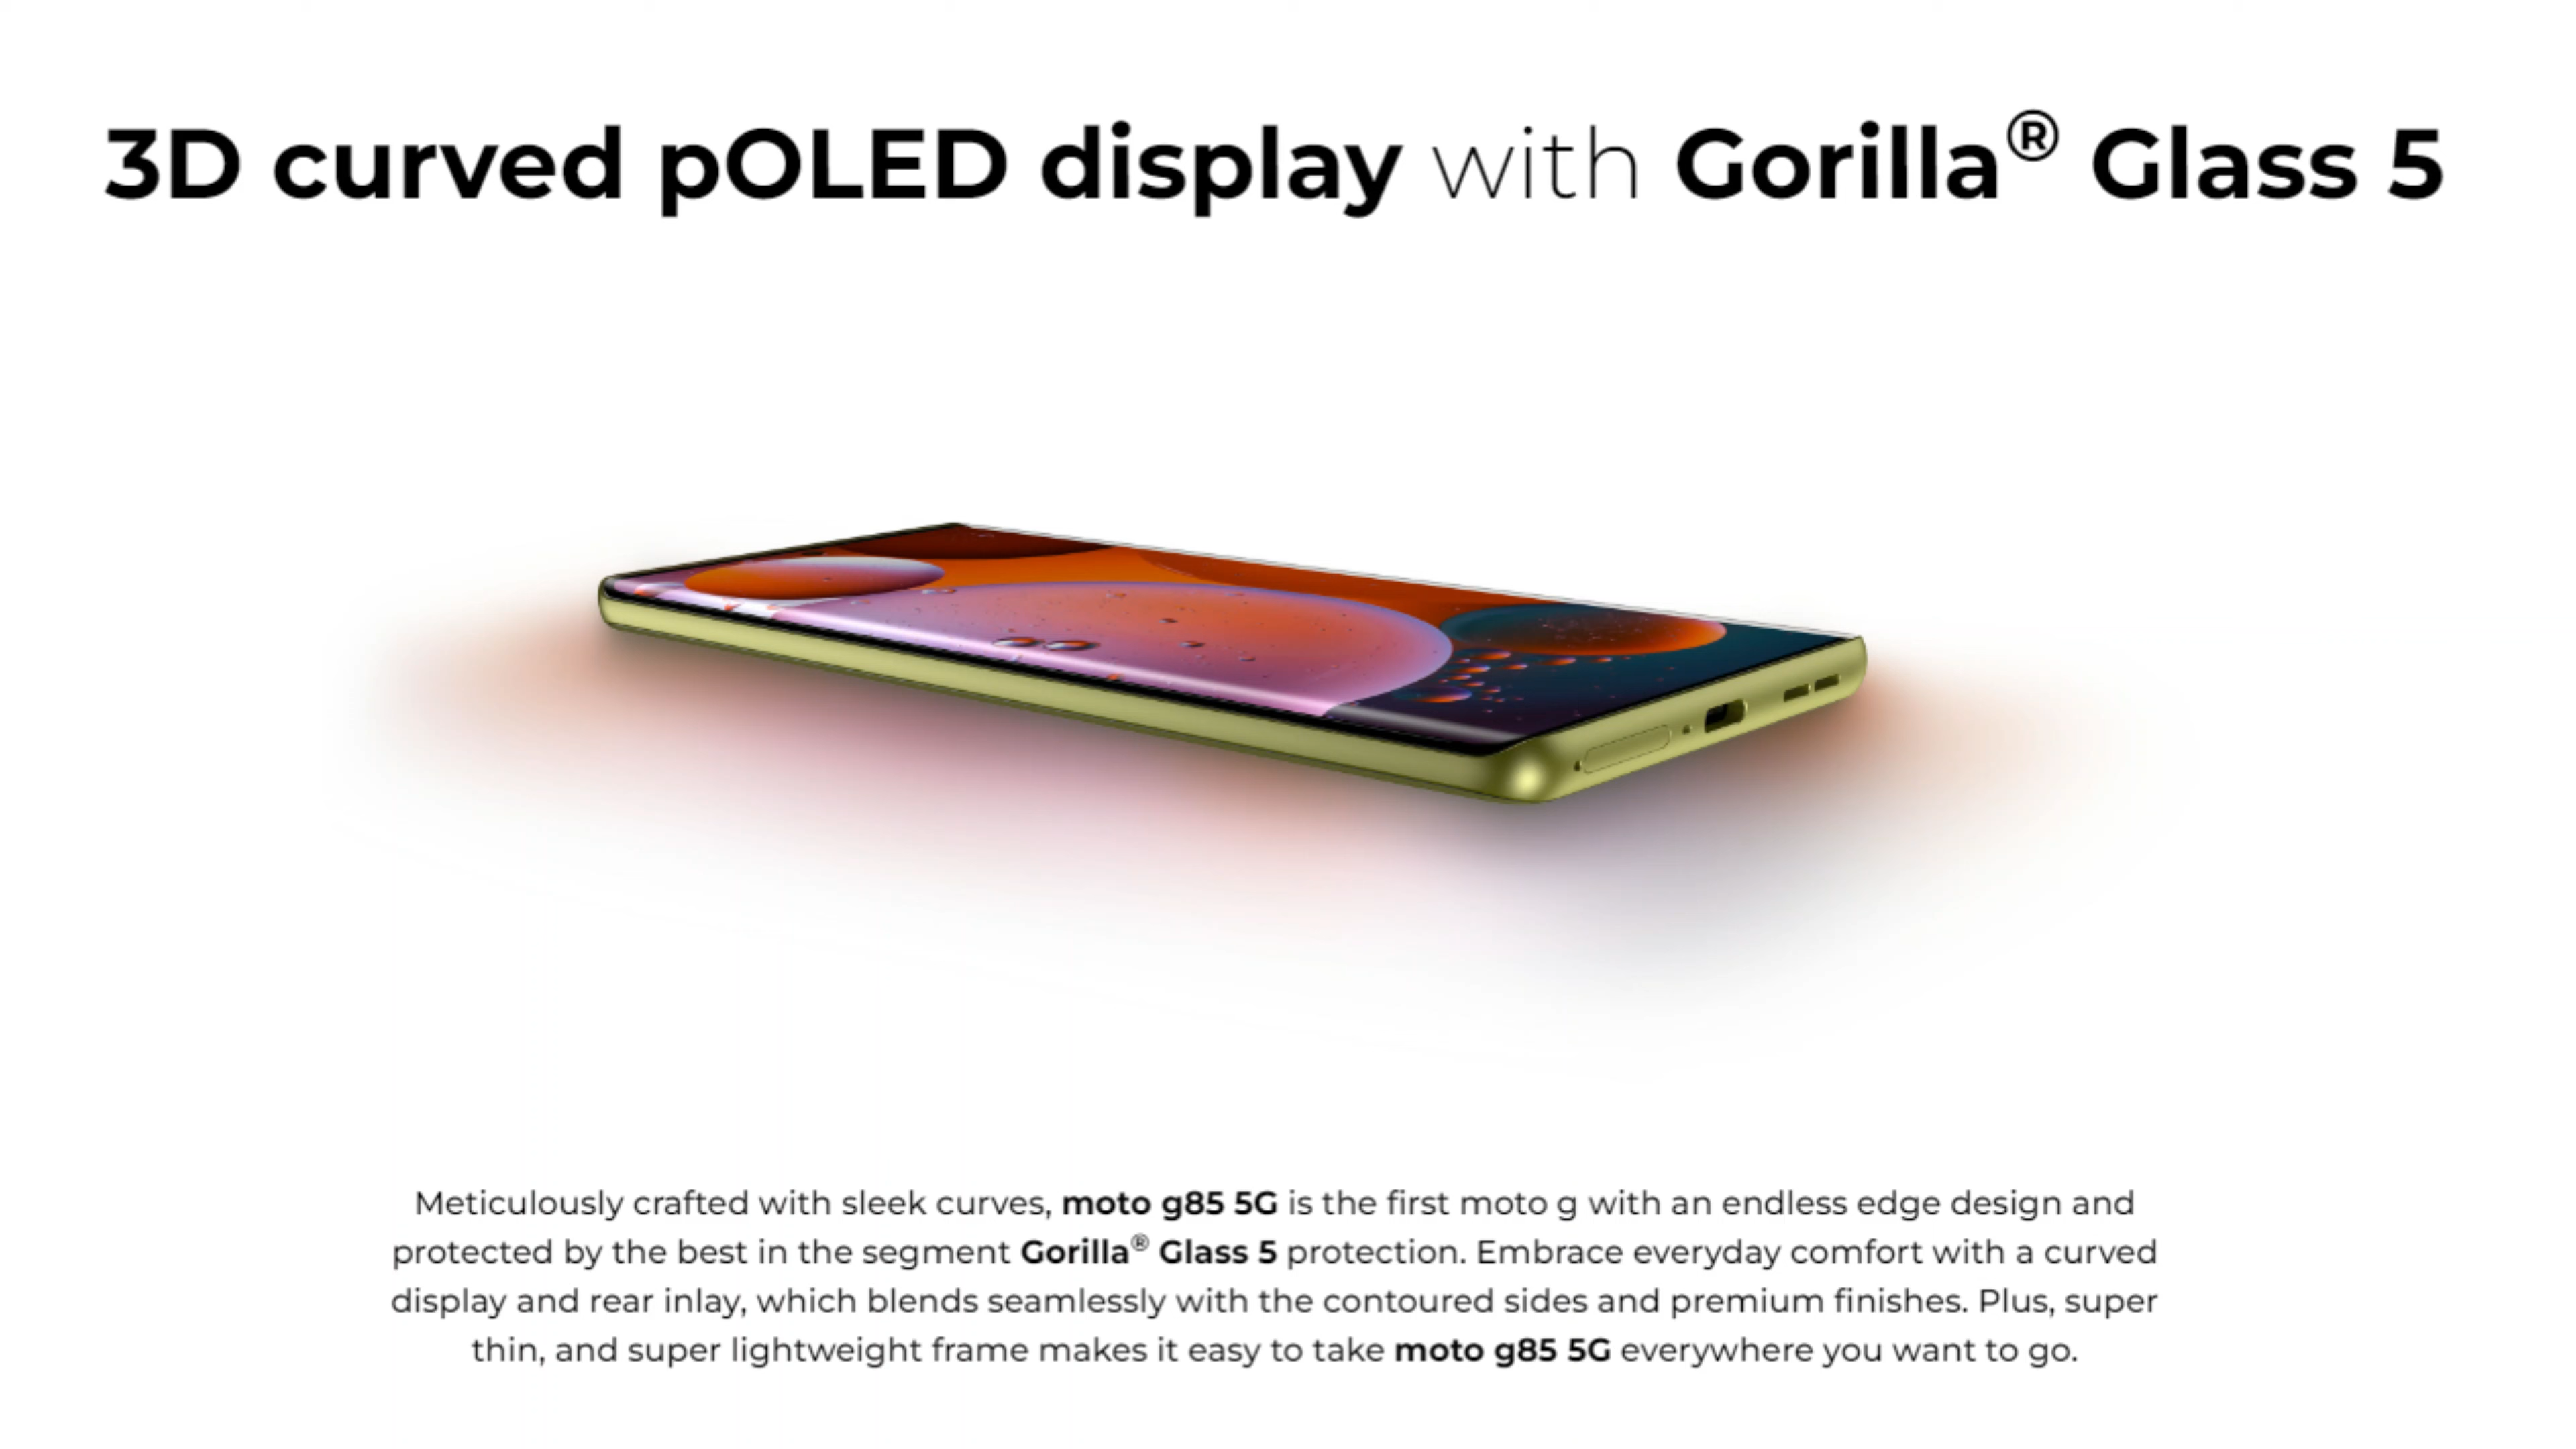 3D curved pOLED display with Gorilla® Glass 5
Meticulously crafted with sleek curves, moto g85 5G is the first moto g with an endless edge design and
protected by the best in the segment Gorilla® Glass 5 protection. Embrace everyday comfort with a curved
display and rear inlay, which blends seamlessly with the contoured sides and premium finishes. Plus, super
thin, and super lightweight frame makes it easy to take moto g85 5G everywhere you want to go.